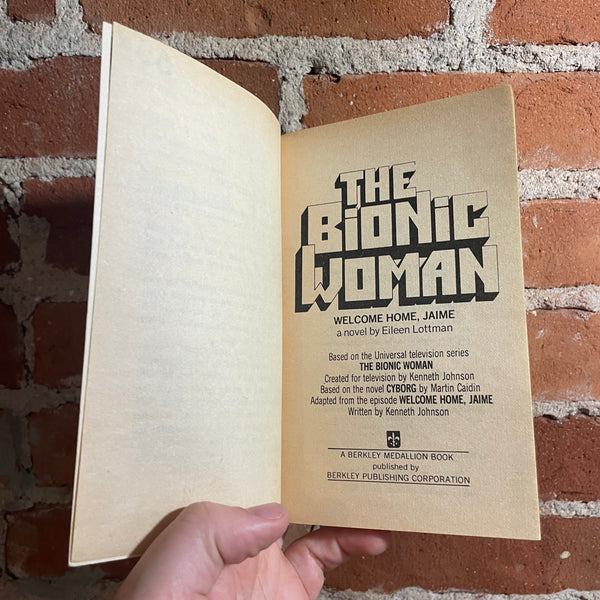 THE
BiONiC
WOMAN
WELCOME HOME, JAIME
a novel by Eileen Lottman
Based on the Universal television series
THE BIONIC WOMAN
Created for television by Kenneth Johnson
Based on the novel CYBORG by Martin Caidin
Adapted from the episode WELCOME HOME, JAIME
Written by Kenneth Johnson
A BERKLEY MEDALLION BOOK
published by
BERKLEY PUBLISHING CORPORATION